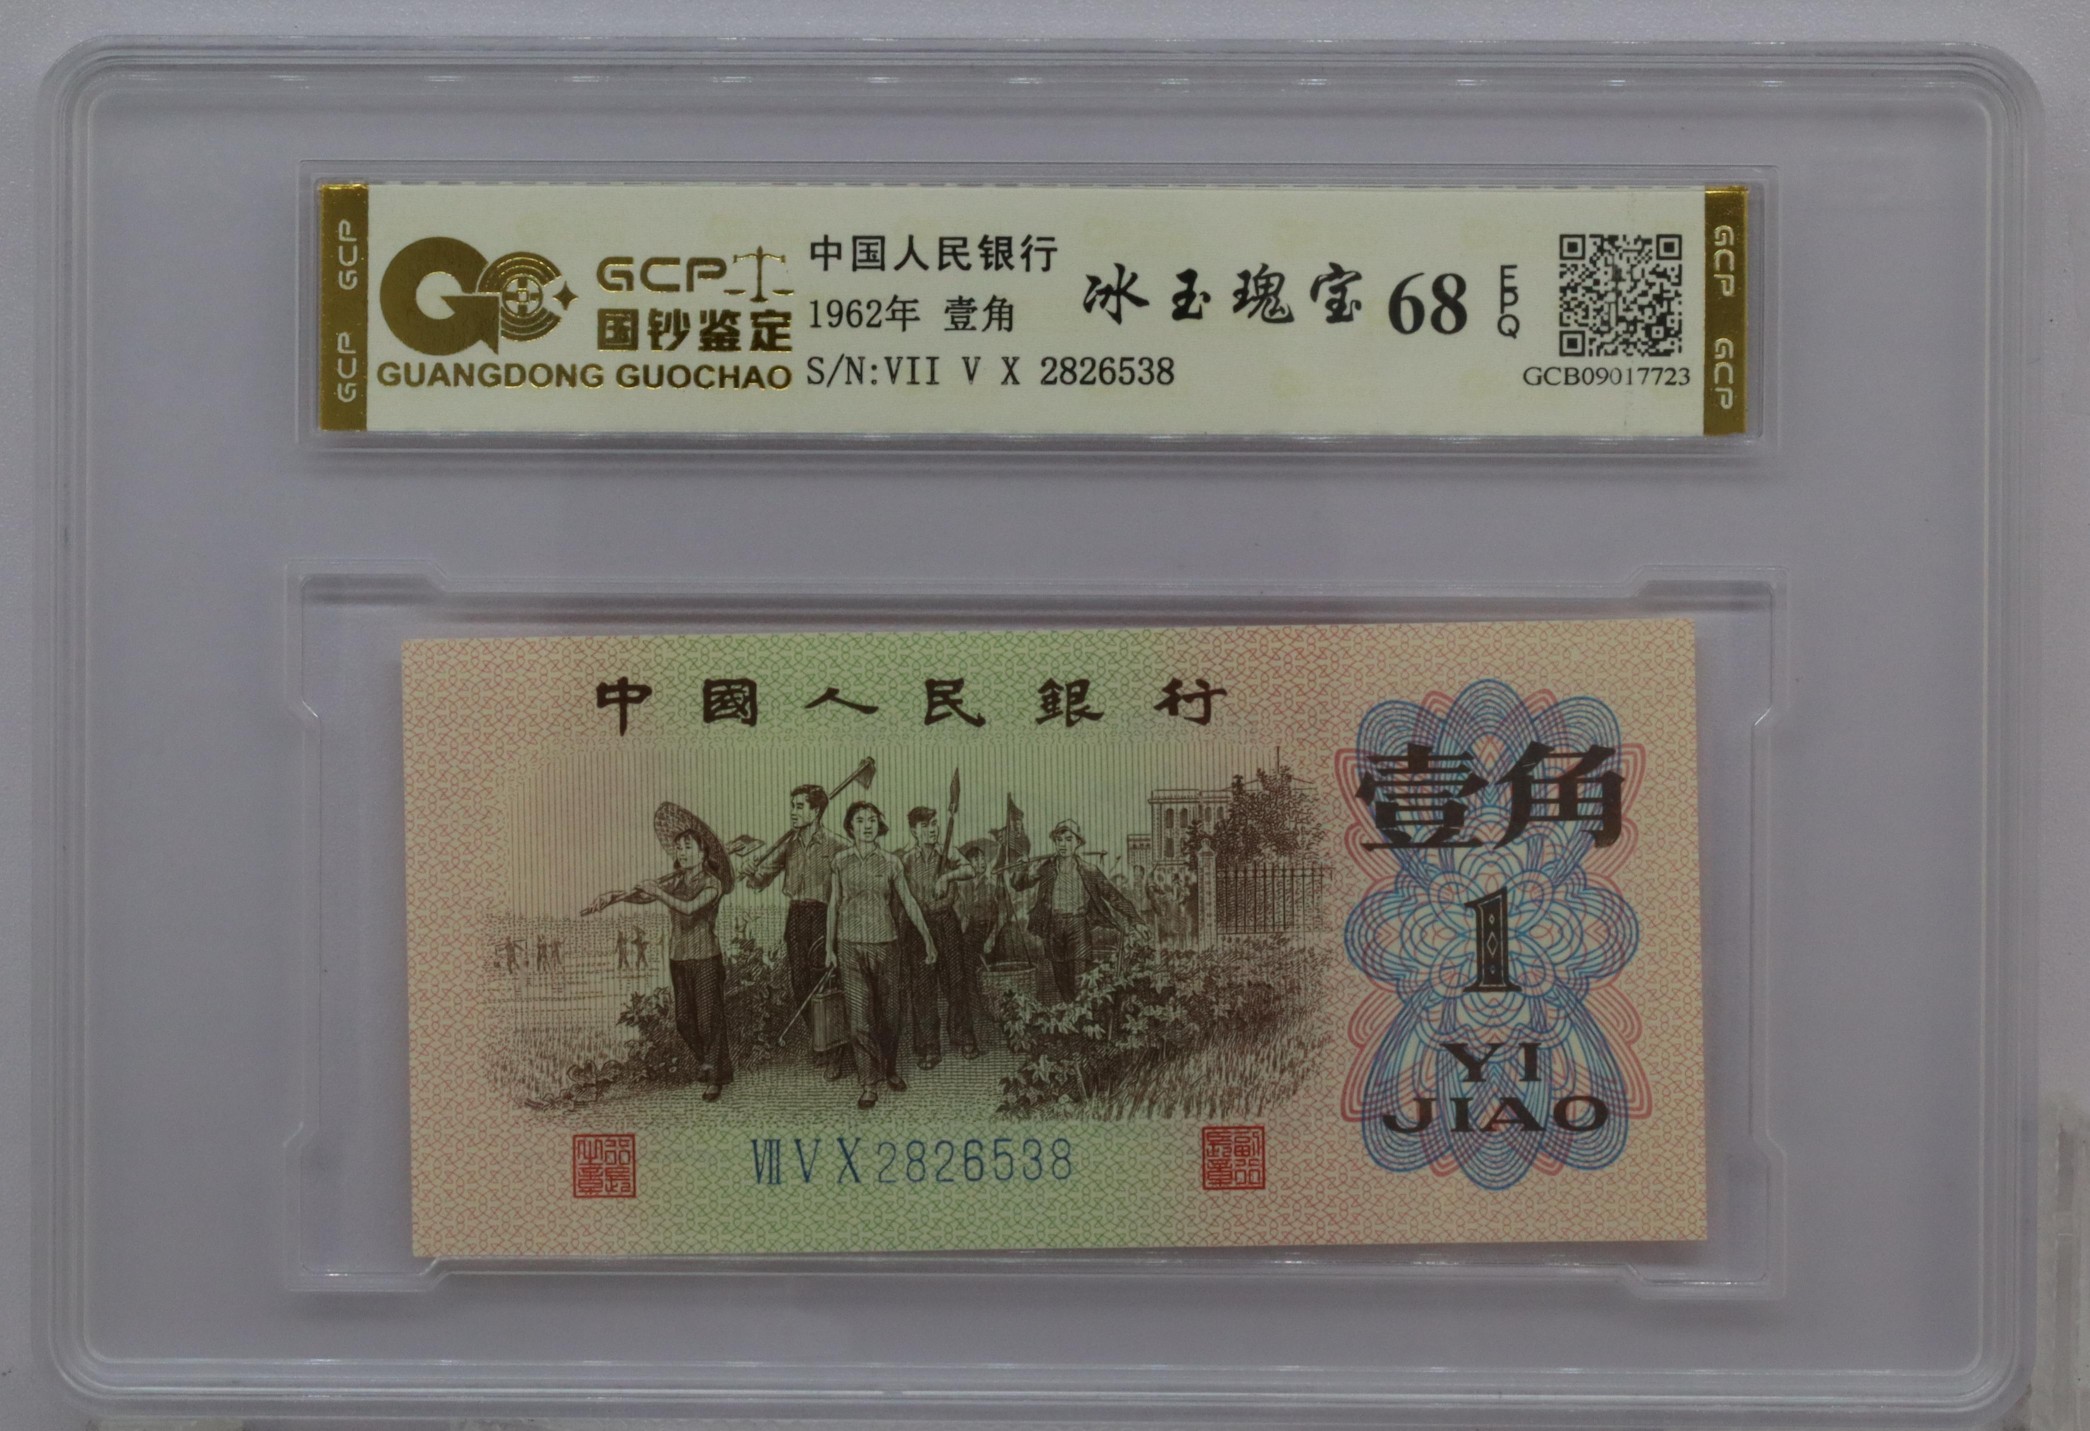 GCP GCP
GCP
国钞鉴定
GUANGDONG GUOCHAO
中国人民银行
1962年 壹角
S/N:VII V X 2826538
冰玉瑰宝 68
EPQ
GCB09017723
GCP GCP
中國人民銀行
壹角
1
YI
JIAO
VIII V X 2826538